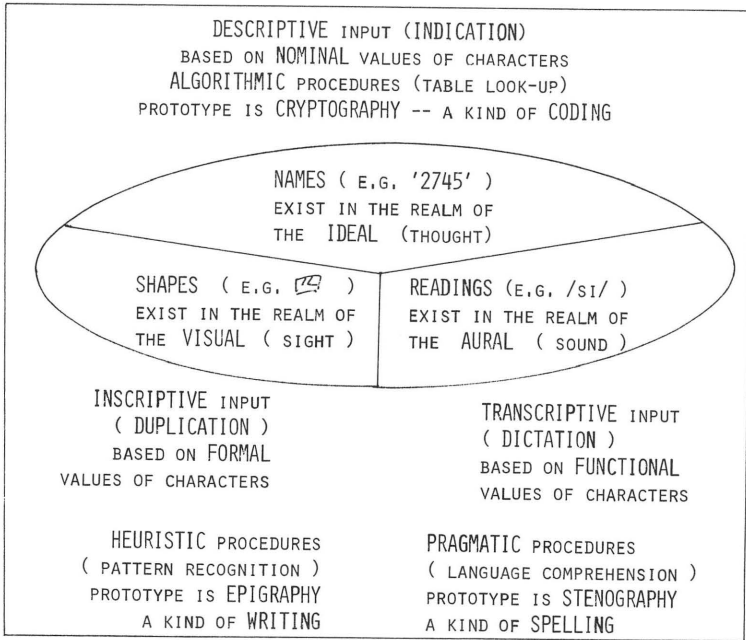 DESCRIPTIVE INPUT (INDICATION)
BASED ON NOMINAL VALUES OF CHARACTERS
ALGORITHMIC PROCEDURES (TABLE LOOK-UP)
PROTOTYPE IS CRYPTOGRAPHY -- A KIND OF CODING
NAMES ( E.G. '2745' )
EXIST IN THE REALM OF
THE IDEAL (THOUGHT)
SHAPES ( E.G. )
EXIST IN THE REALM OF
THE VISUAL ( SIGHT )
READINGS (E.G. /SI/ )
EXIST IN THE REALM OF
THE AURAL ( SOUND )
INSCRIPTIVE INPUT
( DUPLICATION )
BASED ON FORMAL
VALUES OF CHARACTERS
TRANSCRIPTIVE INPUT
( DICTATION )
BASED ON FUNCTIONAL
VALUES OF CHARACTERS
HEURISTIC PROCEDURES
( PATTERN RECOGNITION )
PROTOTYPE IS EPIGRAPHY
A KIND OF WRITING
PRAGMATIC PROCEDURES
( LANGUAGE COMPREHENSION )
PROTOTYPE IS STENOGRAPHY
A KIND OF SPELLING